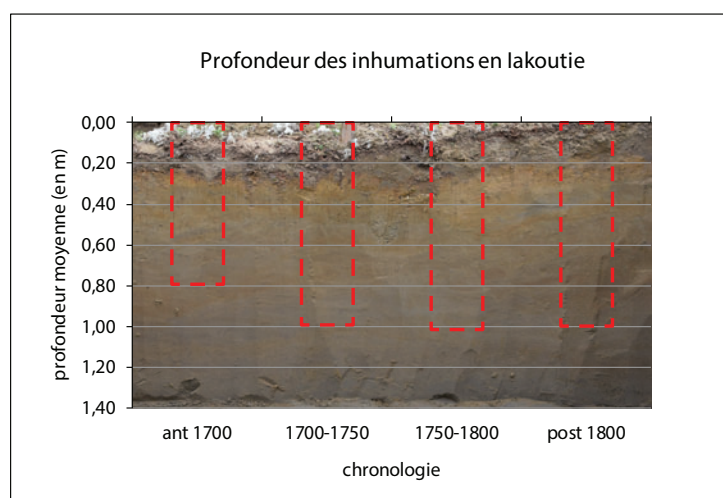 Profondeur des inhumations en Iakoutie
profondeur moyenne (en m)
0,00
0,20
0,40
0,60
0,80
1,00
1,20
1,40
ant 1700
1700-1750
1750-1800
post 1800
chronologie